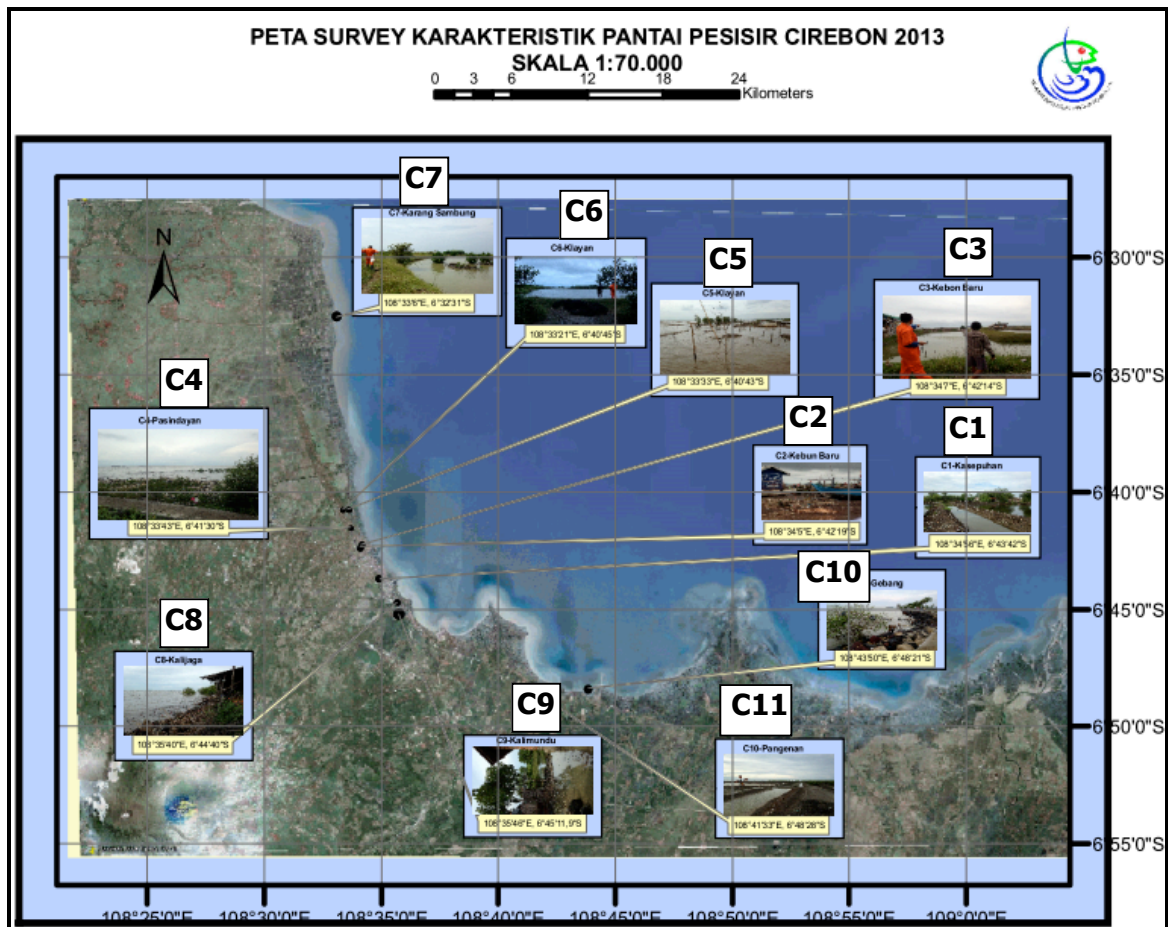 PETA SURVEY KARAKTERISTIK PANTAI PESISIR CIREBON 2013
SKALA 1:70.000
0 3 6 12 18 24
Kilometers
N
C7
C7-Karang Sambung
108°33'6"E, 6°32'31"S
C6
C6-Klayan
108°33'21"E, 6°40'45"S
C5
C5-Klayan
108°33'33"E, 6°40'43"S
C3
C3-Kebon Baru
108°34'7"E, 6°42'14"S
C4
C4-Pasindayan
108°33'43"E, 6°41'30"S
C2
C2-Kebun Baru
108°34'5"E, 6°42'19"S
C1
C1-Kasepuhan
108°34'56"E, 6°43'42"S
C10
Gebang
108°43'50"E, 6°48'21"S
C8
C8-Kalijaga
108°35'40"E, 6°44'40"S
C9
C9-Kalimundu
108°35'46"E, 6°45'11,9"S
C11
C10-Pangenan
108°41'33"E, 6°48'28"S
6°30'0"S
6°35'0"S
6°40'0"S
6°45'0"S
6°50'0"S
6°55'0"S
108°25'0"E 108°30'0"E 108°35'0"E 108°40'0"E 108°45'0"E 108°50'0"E 108°55'0"E 109°0'0"E